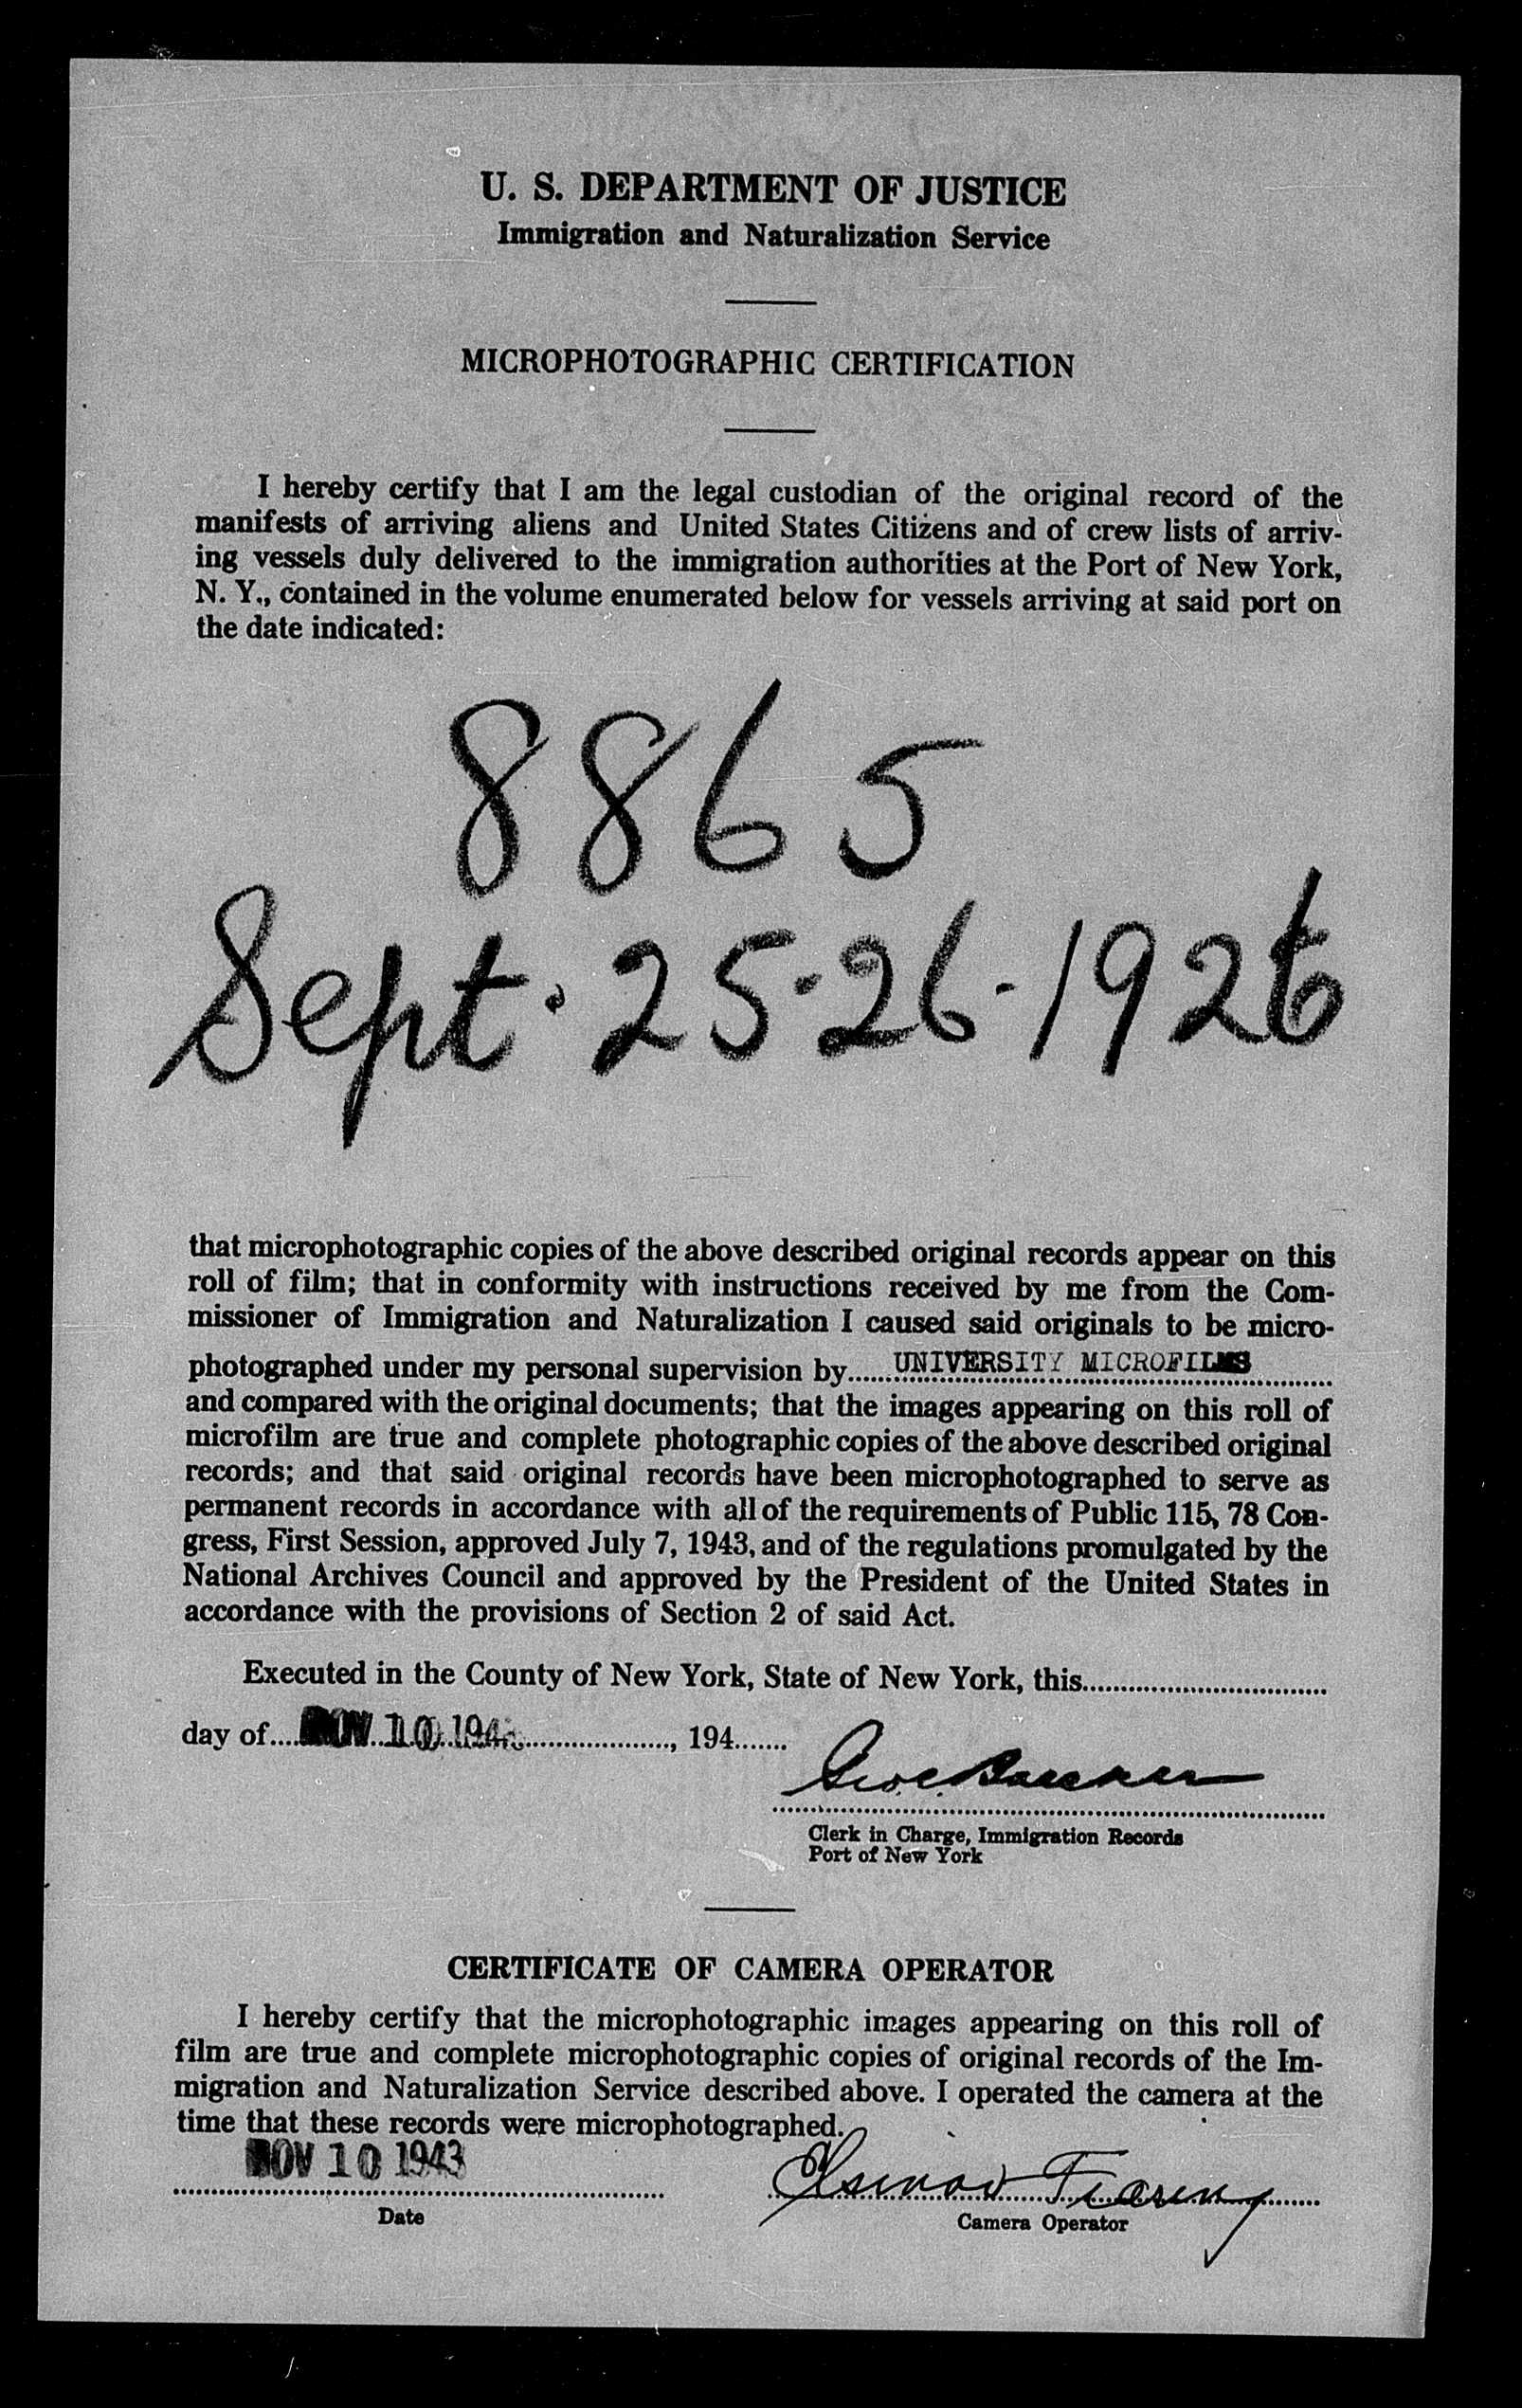 U. S. DEPARTMENT OF JUSTICE
Immigration and Naturalization Service
MICROPHOTOGRAPHIC CERTIFICATION
I hereby certify that I am the legal custodian of the original record of the
manifests of arriving aliens and United States Citizens and of crew lists of arriv-
ing vessels duly delivered to the immigration authorities at the Port of New York,
N. Y., contained in the volume enumerated below for vessels arriving at said port on
the date indicated:
8865
Sept. 25-26-1926
that microphotographic copies of the above described original records appear on this
roll of film; that in conformity with instructions received by me from the Com-
missioner of Immigration and Naturalization I caused said originals to be micro-
photographed under my personal supervision by......UNIVERSITY MICROFILMS
and compared with the original documents; that the images appearing on this roll of
microfilm are true and complete photographic copies of the above described original
records; and that said original records have been microphotographed to serve as
permanent records in accordance with all of the requirements of Public 115, 78 Con-
gress, First Session, approved July 7, 1943, and of the regulations promulgated by the
National Archives Council and approved by the President of the United States in
accordance with the provisions of Section 2 of said Act.
Executed in the County of New York, State of New York, this................................
day of....NOV 10 194..................., 194.......
Clerk in Charge, Immigration Records
Port of New York
CERTIFICATE OF CAMERA OPERATOR
I hereby certify that the microphotographic images appearing on this roll of
film are true and complete microphotographic copies of original records of the Im-
migration and Naturalization Service described above. I operated the camera at the
time that these records were microphotographed.
NOV 10 1943
Date
Camera Operator